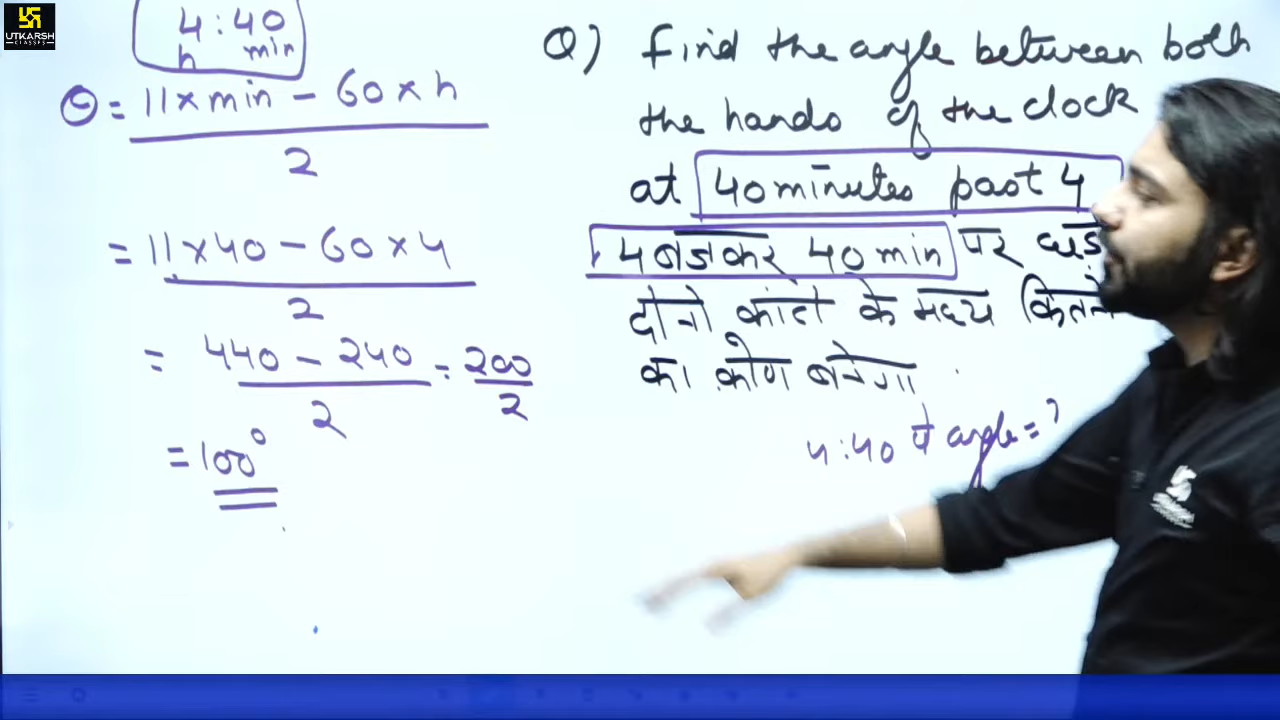 UTKARSH
CLASSES
4:40
h min
θ = 11 × min - 60 × h
2
= 11 × 40 - 60 × 4
2
= 440 - 240 = 200
2 2
= 100°
Q) Find the angle between both
the hands of the clock
at 40 minutes past 4
4 बजकर 40 min पर
दोनो कांटो के मध्य कितने
का कोण बनेगा
4:40 पे angle = ?
UTKARSH